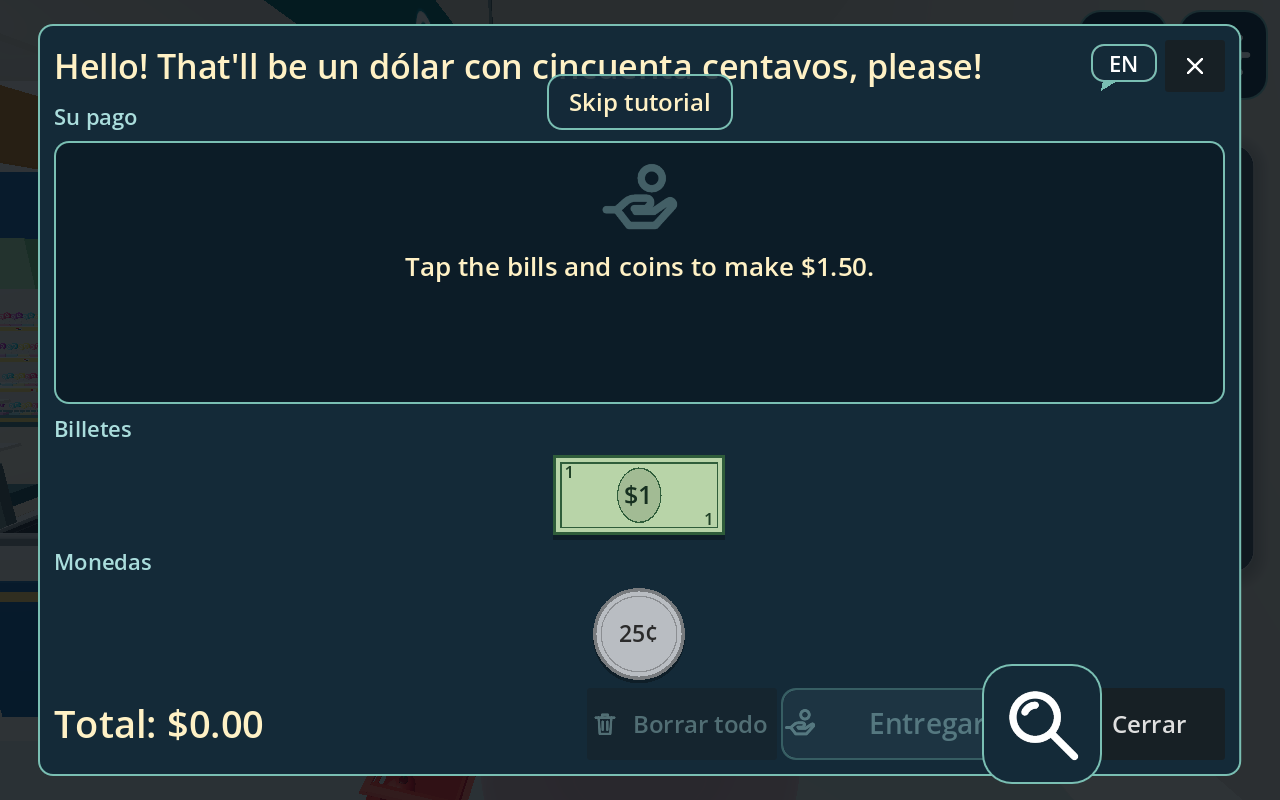 Hello! That'll be un dólar con cincuenta centavos, please!
EN
Skip tutorial
Su pago
Tap the bills and coins to make $1.50.
Billetes
1
$1
1
Monedas
25¢
Total: $0.00
Borrar todo
Entregar
Cerrar